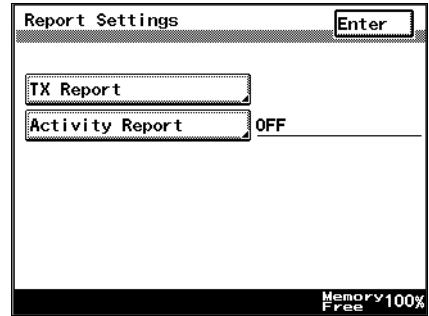 Report Settings
Enter
TX Report
Activity Report OFF
Memory Free 100%